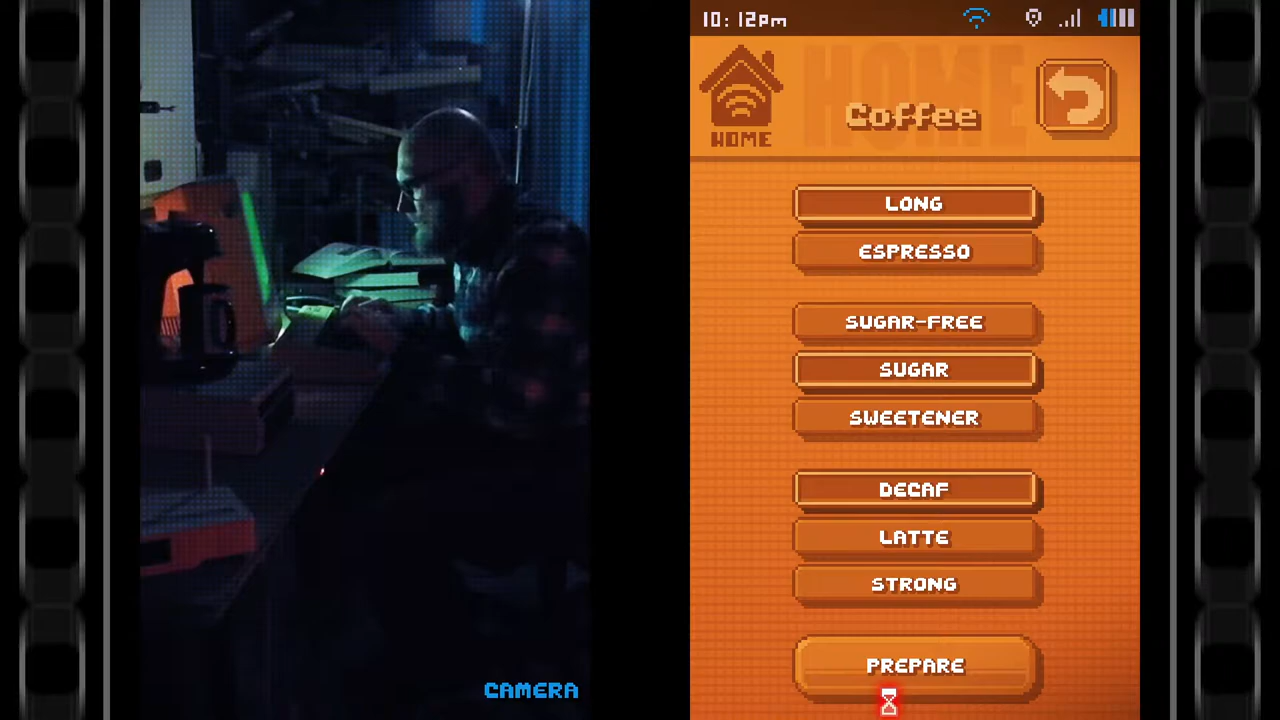 10:12pm
HOME
HOME
Coffee
LONG
ESPRESSO
SUGAR-FREE
SUGAR
SWEETENER
DECAF
LATTE
STRONG
PREPARE
CAMERA